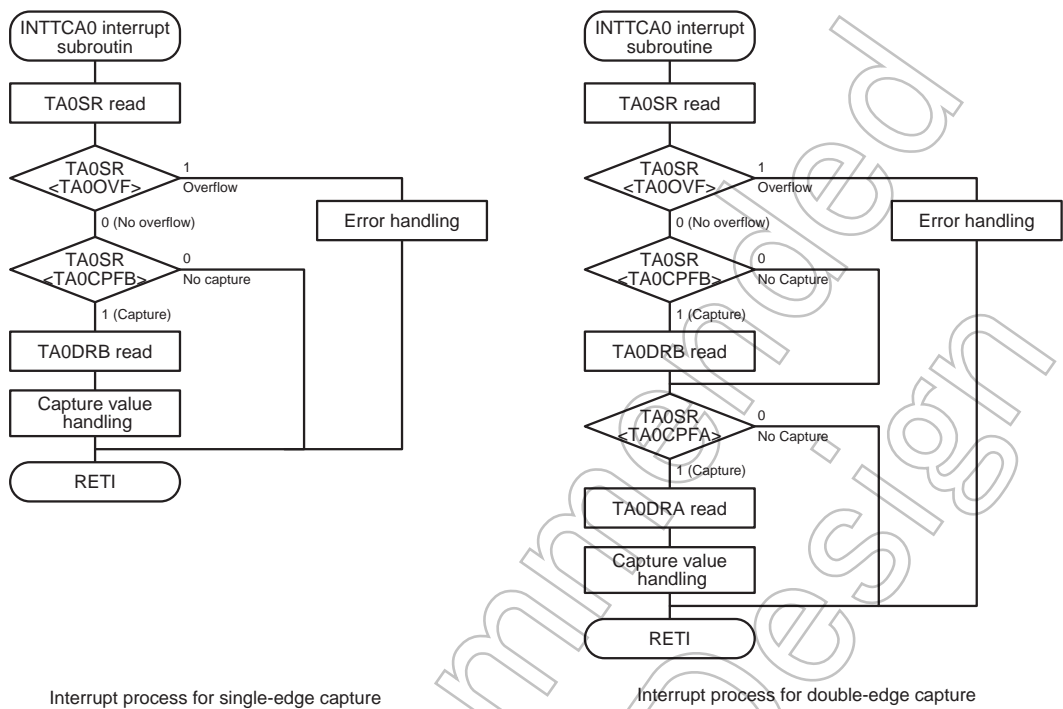 INTTCA0 interrupt
subroutin
TA0SR read
TA0SR
<TA0OVF>
1
Overflow
Error handling
0 (No overflow)
TA0SR
<TA0CPFB>
0
No capture
1 (Capture)
TA0DRB read
Capture value
handling
RETI
Interrupt process for single-edge capture
INTTCA0 interrupt
subroutine
TA0SR read
TA0SR
<TA0OVF>
1
Overflow
Error handling
0 (No overflow)
TA0SR
<TA0CPFB>
0
No Capture
1 (Capture)
TA0DRB read
TA0SR
<TA0CPFA>
0
No Capture
1 (Capture)
TA0DRA read
Capture value
handling
RETI
Interrupt process for double-edge capture
mmended
Design